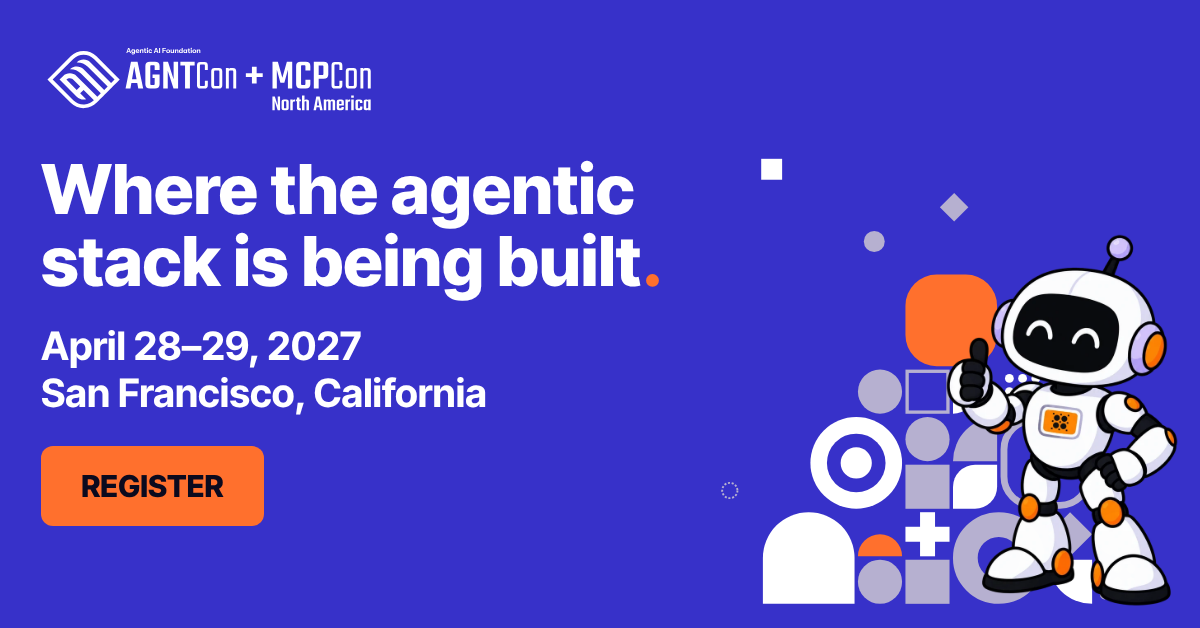 Agentic AI Foundation
AGNTCon + MCPCon
North America
Where the agentic
stack is being built.
April 28–29, 2027
San Francisco, California
REGISTER